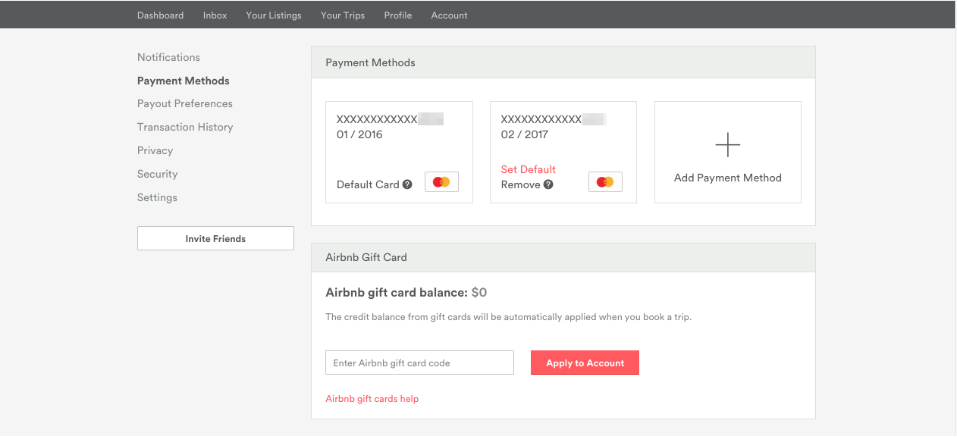 Dashboard Inbox Your Listings Your Trips Profile Account
Notifications
Payment Methods
Payout Preferences
Transaction History
Privacy
Security
Settings
Invite Friends
Payment Methods
XXXXXXXXXXXX
01 / 2016
Default Card ?
XXXXXXXXXXXX
02 / 2017
Set Default
Remove ?
Add Payment Method
Airbnb Gift Card
Airbnb gift card balance: $0
The credit balance from gift cards will be automatically applied when you book a trip.
Enter Airbnb gift card code
Apply to Account
Airbnb gift cards help